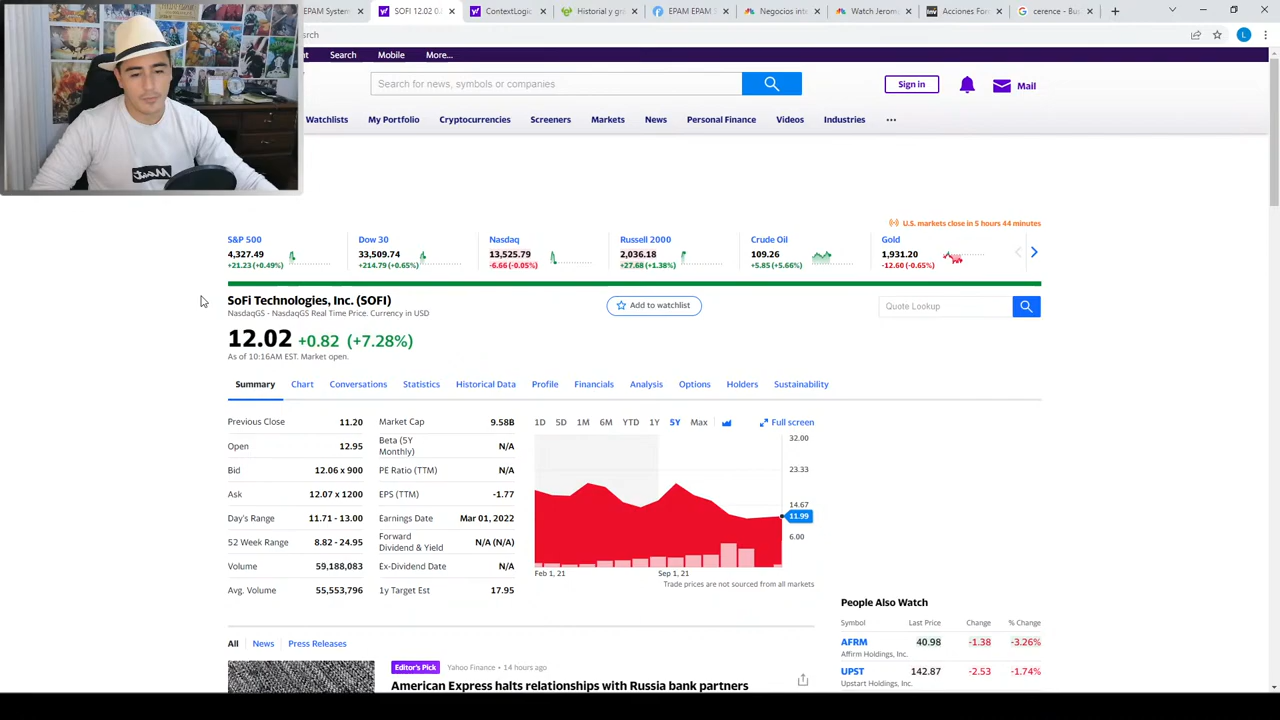 EPAM System
SOFI 12.02 0.
ContextLogic
Historial y gr
EPAM EPAM S
Negocios inte
Watch Jerom
Acciones For
cerence - Bu
rch
nt Search Mobile More...
Search for news, symbols or companies
Sign in
Mail
Watchlists My Portfolio Cryptocurrencies Screeners Markets News Personal Finance Videos Industries ...
U.S. markets close in 5 hours 44 minutes
S&P 500 Dow 30 Nasdaq Russell 2000 Crude Oil Gold
4,327.49 33,509.74 13,525.79 2,036.18 109.26 1,931.20
+21.23 (+0.49%) +214.79 (+0.65%) -6.66 (-0.05%) +27.68 (+1.38%) +5.85 (+5.66%) -12.60 (-0.65%)
SoFi Technologies, Inc. (SOFI)
Add to watchlist
Quote Lookup
NasdaqGS - NasdaqGS Real Time Price. Currency in USD
12.02 +0.82 (+7.28%)
As of 10:16AM EST. Market open.
Summary Chart Conversations Statistics Historical Data Profile Financials Analysis Options Holders Sustainability
Previous Close 11.20
Open 12.95
Bid 12.06 x 900
Ask 12.07 x 1200
Day's Range 11.71 - 13.00
52 Week Range 8.82 - 24.95
Volume 59,188,083
Avg. Volume 55,553,796
Market Cap 9.58B
Beta (5Y
Monthly) N/A
PE Ratio (TTM) N/A
EPS (TTM) -1.77
Earnings Date Mar 01, 2022
Forward
Dividend & Yield N/A (N/A)
Ex-Dividend Date N/A
1y Target Est 17.95
1D 5D 1M 6M YTD 1Y 5Y Max
Full screen
32.00
23.33
14.67
11.99
6.00
Feb 1, 21 Sep 1, 21
Trade prices are not sourced from all markets
People Also Watch
Symbol Last Price Change % Change
AFRM 40.98 -1.38 -3.26%
Affirm Holdings, Inc.
UPST 142.87 -2.53 -1.74%
Upstart Holdings, Inc.
All News Press Releases
Editor's Pick Yahoo Finance • 14 hours ago
American Express halts relationships with Russia bank partners